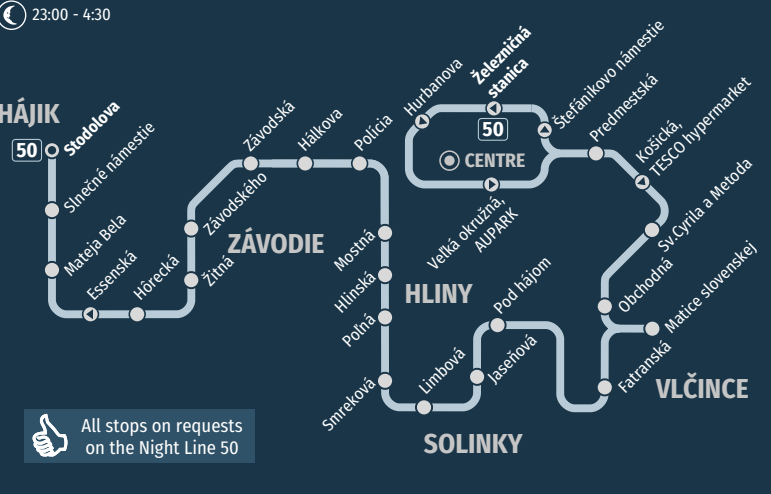 23:00 - 4:30
HÁJIK
50
Stodolova
Slnečné námestie
Mateja Bela
Essenská
Hôrecká
Žitná
Závodského
Závodská
Hálkova
Polícia
ZÁVODIE
Mostná
Hlinská
Poľná
Smreková
HLINY
Limbová
Jaseňová
Pod hájom
SOLINKY
Fatranská
VLČINCE
Matice slovenskej
Obchodná
Sv.Cyrila a Metoda
Košická,
TESCO hypermarket
Predmestská
Štefánikovo námestie
Železničná
stanica
50
Hurbanova
CENTRE
Veľká okružná,
AUPARK
All stops on requests
on the Night Line 50